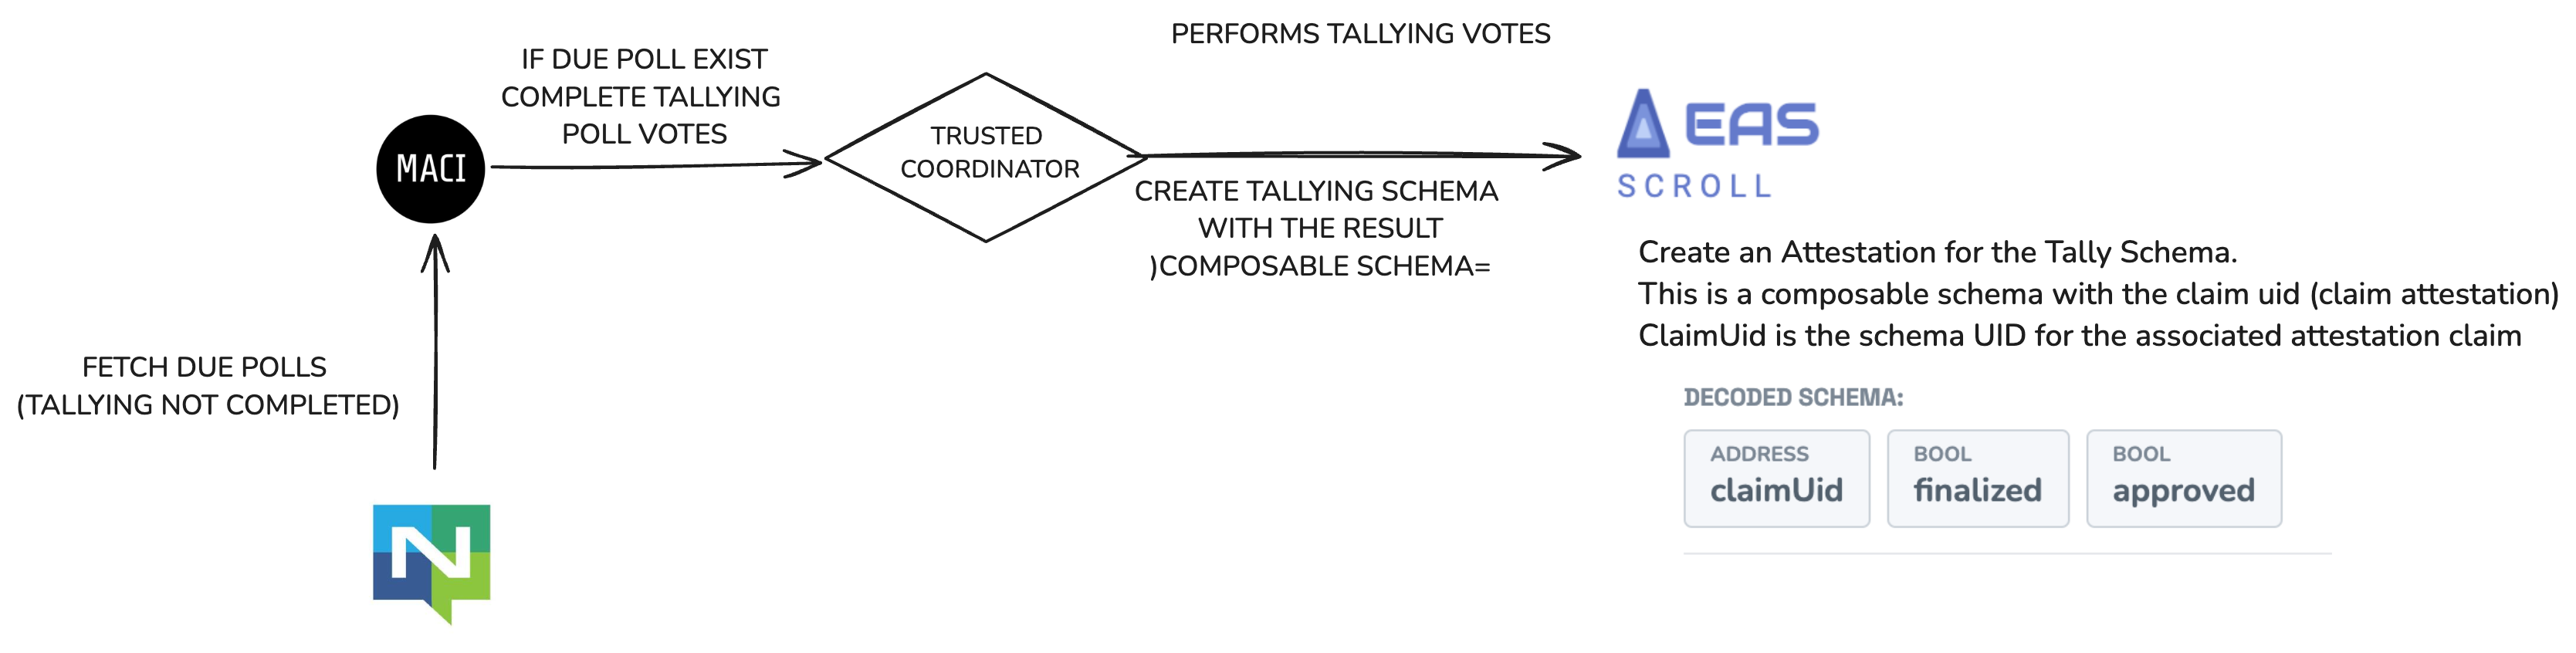 PERFORMS TALLYING VOTES
IF DUE POLL EXIST
COMPLETE TALLYING
POLL VOTES
MACI
TRUSTED
COORDINATOR
EAS
SCROLL
CREATE TALLYING SCHEMA
WITH THE RESULT
)COMPOSABLE SCHEMA=
Create an Attestation for the Tally Schema.
This is a composable schema with the claim uid (claim attestation)
ClaimUid is the schema UID for the associated attestation claim
FETCH DUE POLLS
(TALLYING NOT COMPLETED)
DECODED SCHEMA:
ADDRESS
claimUid
BOOL
finalized
BOOL
approved
N